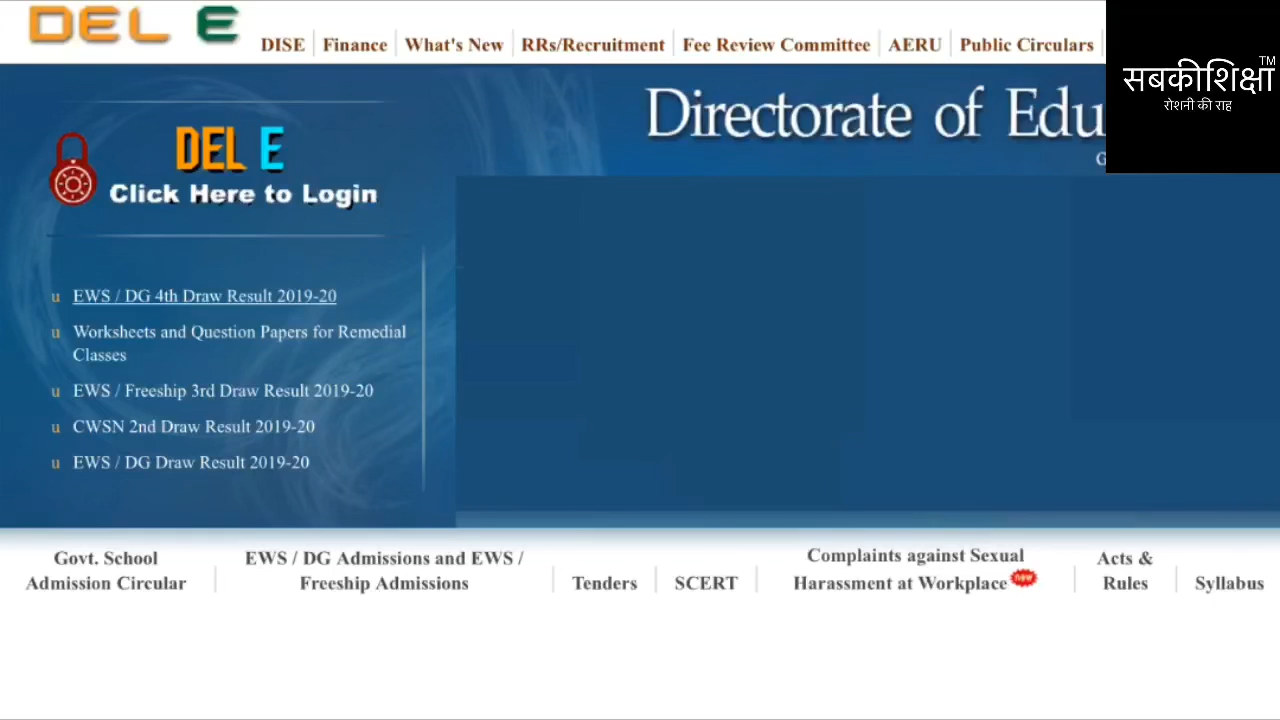 DEL E
DISE
Finance
What's New
RRs/Recruitment
Fee Review Committee
AERU
Public Circulars
सबकीशिक्षा TM
रोशनी की राह
Directorate of Edu
G
DEL E
Click Here to Login
u EWS / DG 4th Draw Result 2019-20
u Worksheets and Question Papers for Remedial
Classes
u EWS / Freeship 3rd Draw Result 2019-20
u CWSN 2nd Draw Result 2019-20
u EWS / DG Draw Result 2019-20
Govt. School
Admission Circular
EWS / DG Admissions and EWS /
Freeship Admissions
Tenders
SCERT
Complaints against Sexual
Harassment at Workplace new
Acts &
Rules
Syllabus